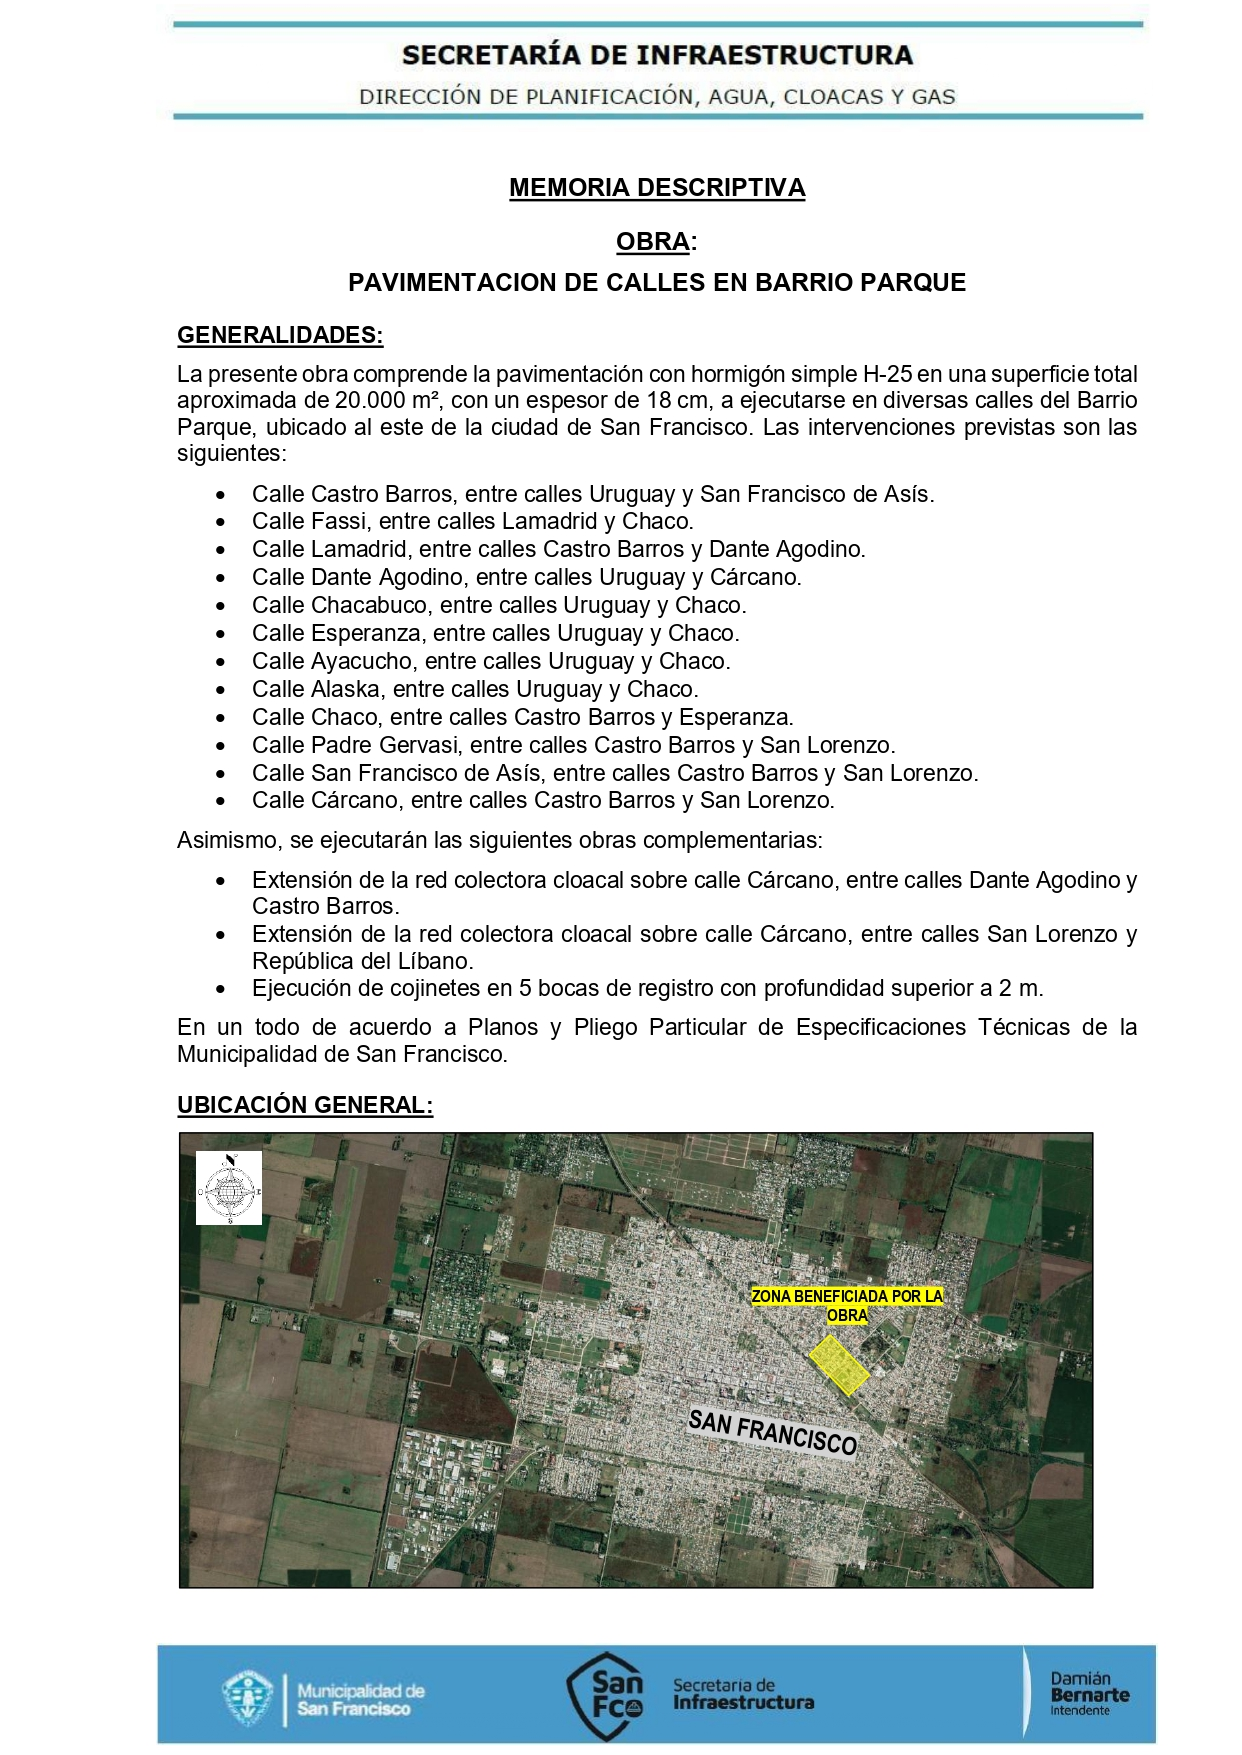 SECRETARÍA DE INFRAESTRUCTURA
DIRECCIÓN DE PLANIFICACIÓN, AGUA, CLOACAS Y GAS
MEMORIA DESCRIPTIVA
OBRA:
PAVIMENTACION DE CALLES EN BARRIO PARQUE
GENERALIDADES:
La presente obra comprende la pavimentación con hormigón simple H-25 en una superficie total
aproximada de 20.000 m², con un espesor de 18 cm, a ejecutarse en diversas calles del Barrio
Parque, ubicado al este de la ciudad de San Francisco. Las intervenciones previstas son las
siguientes:
• Calle Castro Barros, entre calles Uruguay y San Francisco de Asís.
• Calle Fassi, entre calles Lamadrid y Chaco.
• Calle Lamadrid, entre calles Castro Barros y Dante Agodino.
• Calle Dante Agodino, entre calles Uruguay y Cárcano.
• Calle Chacabuco, entre calles Uruguay y Chaco.
• Calle Esperanza, entre calles Uruguay y Chaco.
• Calle Ayacucho, entre calles Uruguay y Chaco.
• Calle Alaska, entre calles Uruguay y Chaco.
• Calle Chaco, entre calles Castro Barros y Esperanza.
• Calle Padre Gervasi, entre calles Castro Barros y San Lorenzo.
• Calle San Francisco de Asís, entre calles Castro Barros y San Lorenzo.
• Calle Cárcano, entre calles Castro Barros y San Lorenzo.
Asimismo, se ejecutarán las siguientes obras complementarias:
• Extensión de la red colectora cloacal sobre calle Cárcano, entre calles Dante Agodino y
Castro Barros.
• Extensión de la red colectora cloacal sobre calle Cárcano, entre calles San Lorenzo y
República del Líbano.
• Ejecución de cojinetes en 5 bocas de registro con profundidad superior a 2 m.
En un todo de acuerdo a Planos y Pliego Particular de Especificaciones Técnicas de la
Municipalidad de San Francisco.
UBICACIÓN GENERAL:
N
O E
S
ZONA BENEFICIADA POR LA
OBRA
SAN FRANCISCO
Municipalidad de
San Francisco
San
Fco
Secretaría de
Infraestructura
Damián
Bernarte
Intendente